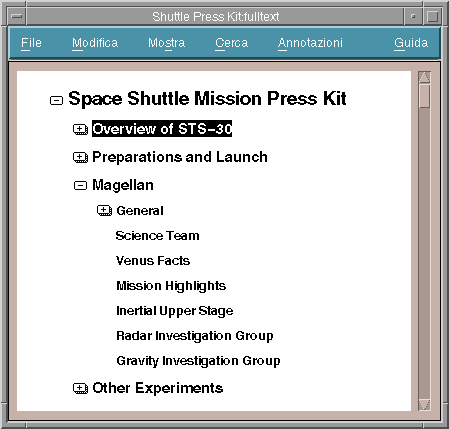 Shuttle Press Kit:fulltext
File Modifica Mostra Cerca Annotazioni Guida
Space Shuttle Mission Press Kit
Overview of STS-30
Preparations and Launch
Magellan
General
Science Team
Venus Facts
Mission Highlights
Inertial Upper Stage
Radar Investigation Group
Gravity Investigation Group
Other Experiments